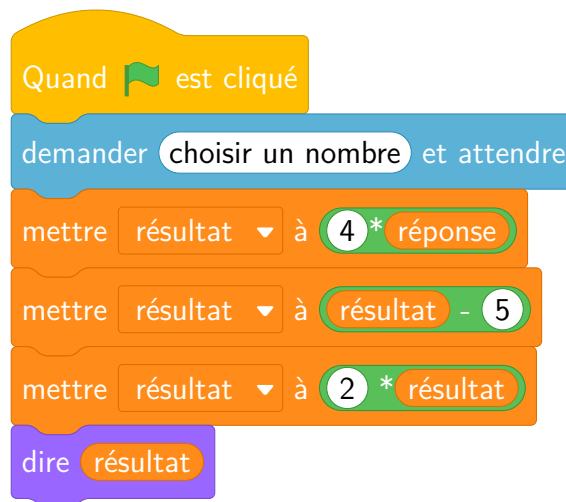 Quand est cliqué
demander choisir un nombre et attendre
mettre résultat à 4 * réponse
mettre résultat à résultat - 5
mettre résultat à 2 * résultat
dire résultat